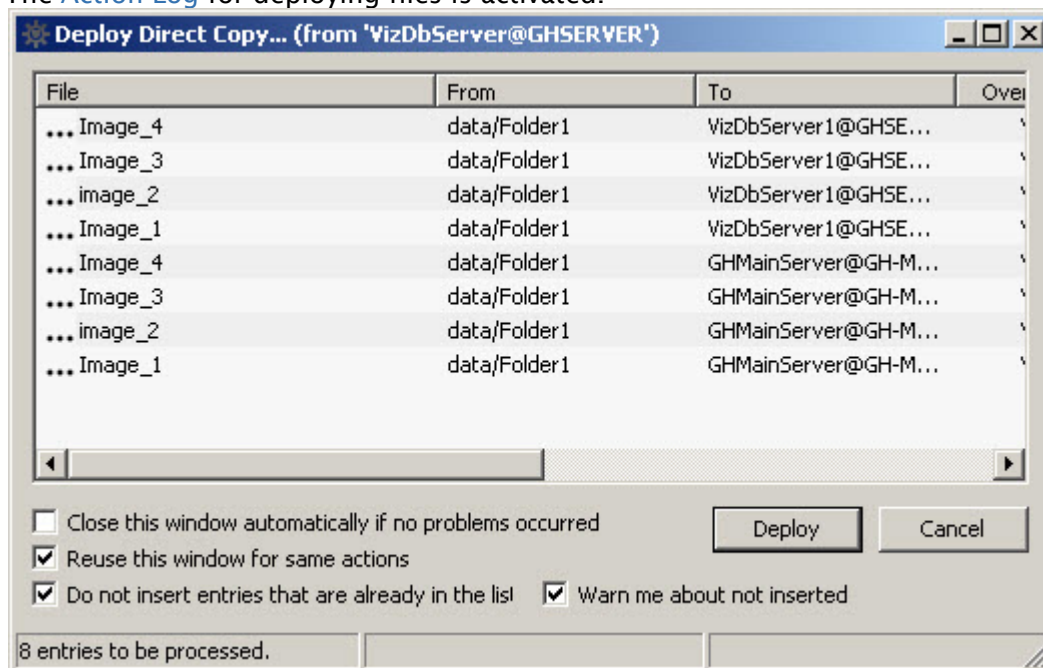 The Action Log for deploying files is activated.
Deploy Direct Copy... (from 'VizDbServer@GHSERVER')
File From To Over
... Image_4 data/Folder1 VizDbServer1@GHSE...
... Image_3 data/Folder1 VizDbServer1@GHSE...
... image_2 data/Folder1 VizDbServer1@GHSE...
... Image_1 data/Folder1 VizDbServer1@GHSE...
... Image_4 data/Folder1 GHMainServer@GH-M...
... Image_3 data/Folder1 GHMainServer@GH-M...
... image_2 data/Folder1 GHMainServer@GH-M...
... Image_1 data/Folder1 GHMainServer@GH-M...
Close this window automatically if no problems occurred Deploy Cancel
Reuse this window for same actions
Do not insert entries that are already in the list Warn me about not inserted
8 entries to be processed.